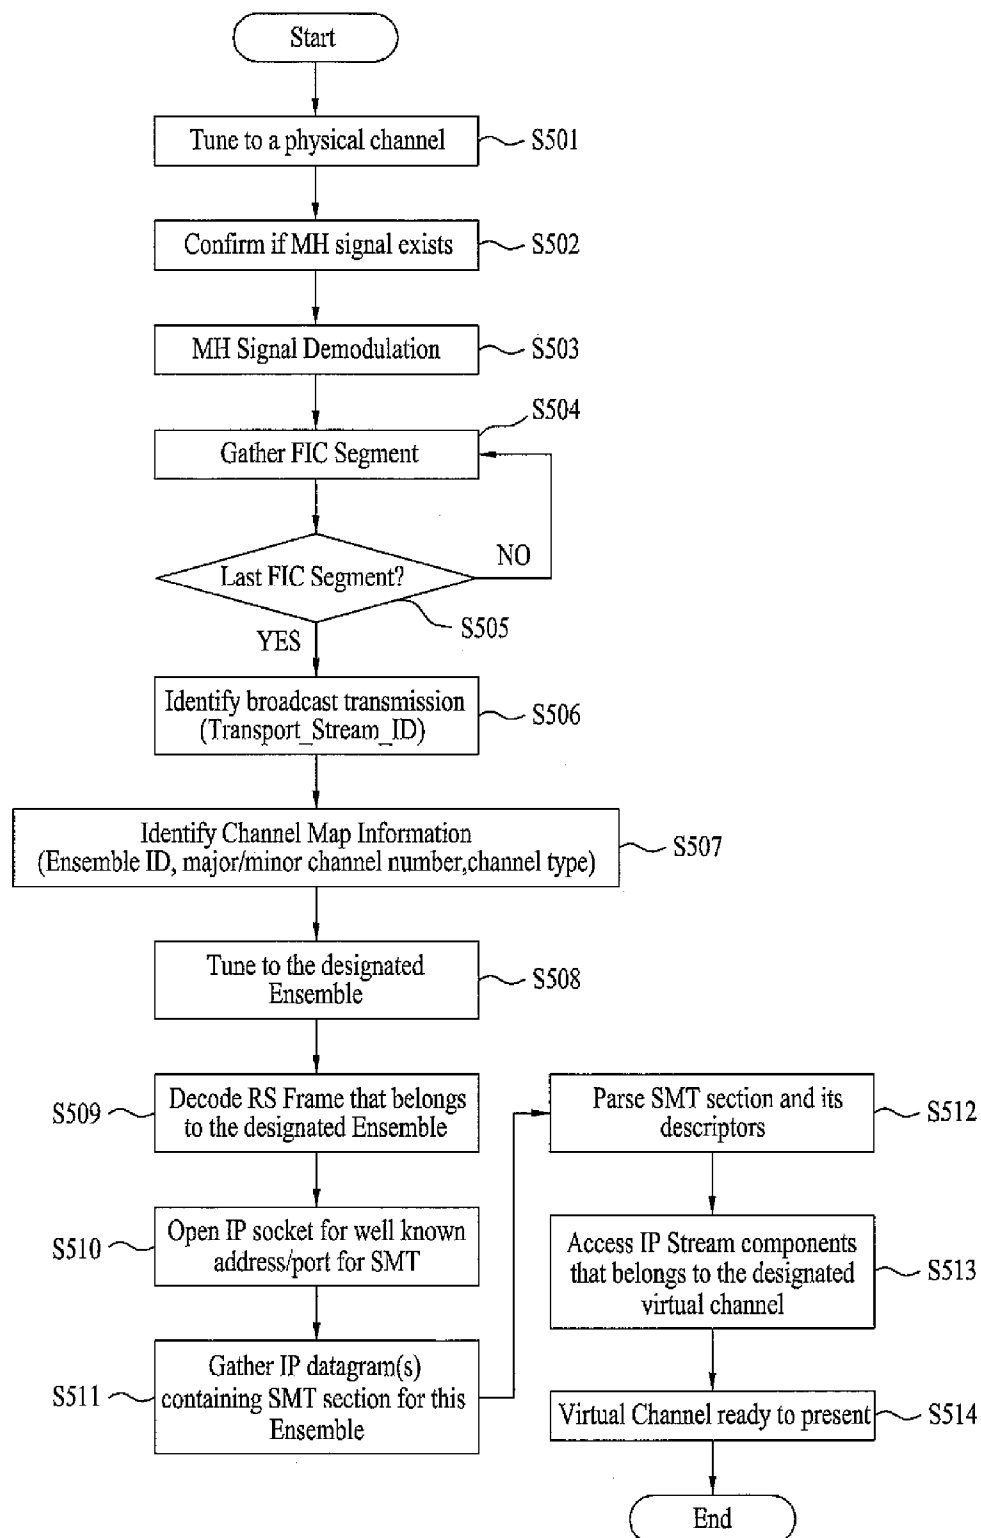 Start
Tune to a physical channel
S501
Confirm if MH signal exists
S502
MH Signal Demodulation
S503
S504
Gather FIC Segment
NO
Last FIC Segment?
S505
YES
Identify broadcast transmission
(Transport_Stream_ID)
S506
Identify Channel Map Information
(Ensemble ID, major/minor channel number,channel type)
S507
Tune to the designated
Ensemble
S508
S509
Decode RS Frame that belongs
to the designated Ensemble
S510
Open IP socket for well known
address/port for SMT
S511
Gather IP datagram(s)
containing SMT section for this
Ensemble
Parse SMT section and its
descriptors
S512
Access IP Stream components
that belongs to the designated
virtual channel
S513
Virtual Channel ready to present
S514
End